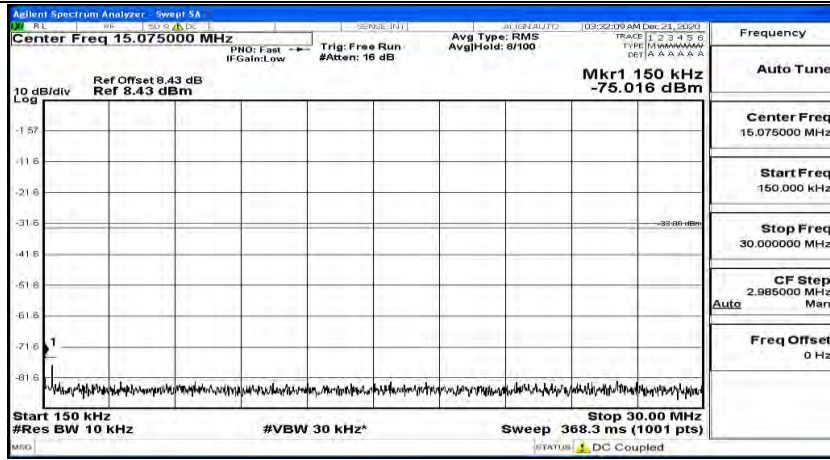 Agilent Spectrum Analyzer - Swept SA
RL RF 50 Ω DC SENSE:INT ALIGN AUTO 03:32:09 AM Dec 21, 2020
Center Freq 15.075000 MHz
PNO: Fast Trig: Free Run
IFGain:Low #Atten: 16 dB
Avg Type: RMS
Avg|Hold: 8/100
TRACE 1 2 3 4 5 6
TYPE M WWWWW
DET A A A A A A
Frequency
Auto Tune
Center Freq
15.075000 MHz
Start Freq
150.000 kHz
Stop Freq
30.000000 MHz
CF Step
2.985000 MHz
Auto Man
Freq Offset
0 Hz
Mkr1 150 kHz
-75.016 dBm
Ref Offset 8.43 dB
10 dB/div Ref 8.43 dBm
Log
-1.57
-11.6
-21.6
-31.6
-33.00 dBm
-41.6
-51.6
-61.6
-71.6
1
-81.6
Start 150 kHz Stop 30.00 MHz
#Res BW 10 kHz #VBW 30 kHz* Sweep 368.3 ms (1001 pts)
MSG STATUS DC Coupled